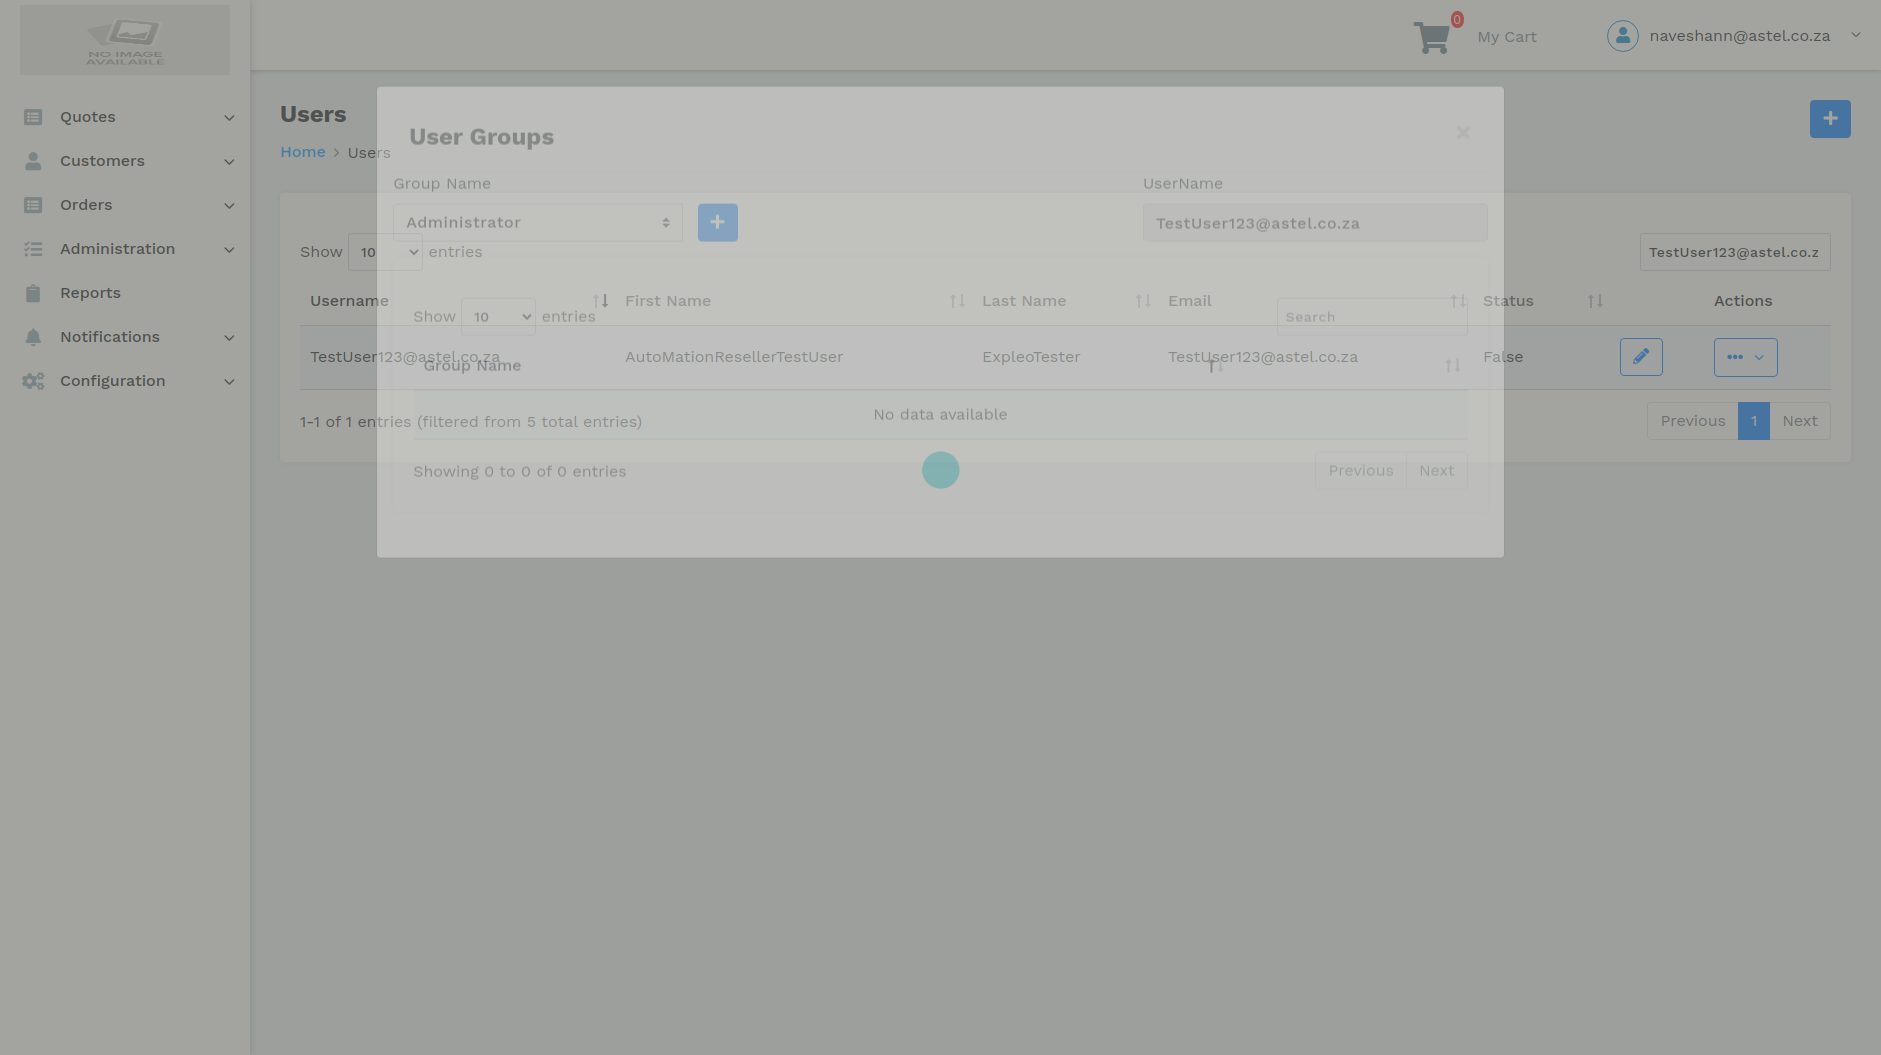 NO IMAGE
AVAILABLE
0
My Cart
naveshann@astel.co.za
Quotes
Customers
Orders
Administration
Reports
Notifications
Configuration
Users
Home > Users
User Groups
×
Group Name
UserName
Administrator
TestUser123@astel.co.za
Show 10 entries
TestUser123@astel.co.z
Username First Name Last Name Email Status Actions
Show 10 entries
Search
TestUser123@astel.co.za AutoMationResellerTestUser ExpleoTester TestUser123@astel.co.za False
Group Name
No data available
1-1 of 1 entries (filtered from 5 total entries)
Previous 1 Next
Showing 0 to 0 of 0 entries
Previous Next